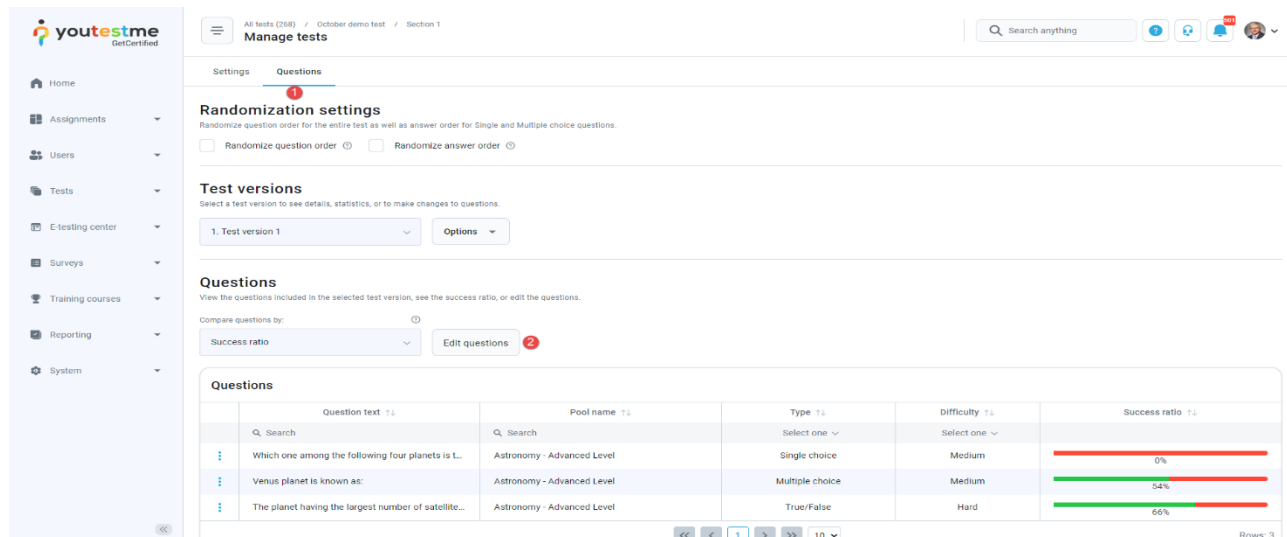 youtestme
GetCertified
All tests (268) / October demo test / Section 1
Manage tests
Search anything
?
501
Home
Assignments
Users
Tests
E-testing center
Surveys
Training courses
Reporting
System
Settings
Questions
1
Randomization settings
Randomize question order for the entire test as well as answer order for Single and Multiple choice questions.
Randomize question order ?
Randomize answer order ?
Test versions
Select a test version to see details, statistics, or to make changes to questions.
1. Test version 1
Options
Questions
View the questions included in the selected test version, see the success ratio, or edit the questions.
Compare questions by: ?
Success ratio
Edit questions
2
Questions
Question text
Pool name
Type
Difficulty
Success ratio
Search
Search
Select one
Select one
Which one among the following four planets is t...
Astronomy - Advanced Level
Single choice
Medium
0%
Venus planet is known as:
Astronomy - Advanced Level
Multiple choice
Medium
54%
The planet having the largest number of satellite...
Astronomy - Advanced Level
True/False
Hard
66%
<< < 1 > >> 10
Rows: 3
<<